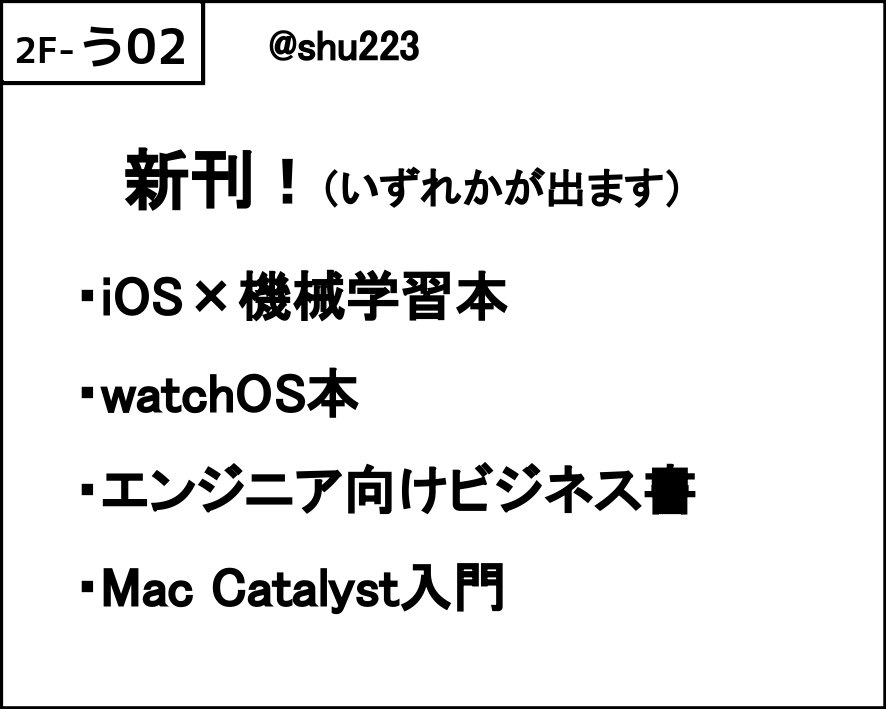 2F-う02
@shu223
新刊！(いずれかが出ます)
・iOS×機械学習本
・watchOS本
・エンジニア向けビジネス書
・Mac Catalyst入門